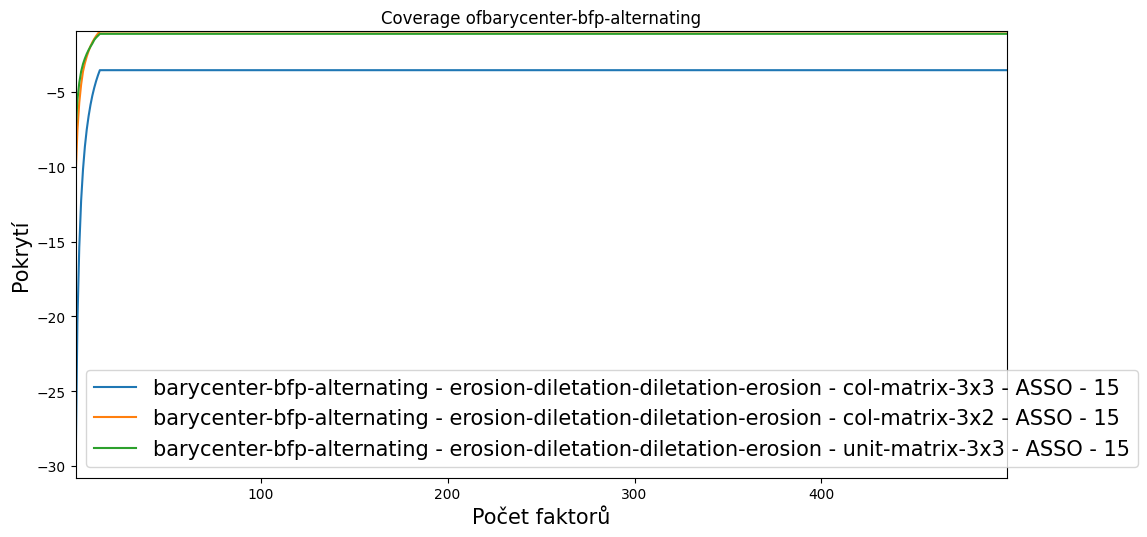 Coverage ofbarycenter-bfp-alternating
Pokrytí
−5
−10
−15
−20
−25
−30
barycenter-bfp-alternating - erosion-diletation-diletation-erosion - col-matrix-3x3 - ASSO - 15
barycenter-bfp-alternating - erosion-diletation-diletation-erosion - col-matrix-3x2 - ASSO - 15
barycenter-bfp-alternating - erosion-diletation-diletation-erosion - unit-matrix-3x3 - ASSO - 15
100 200 300 400
Počet faktorů